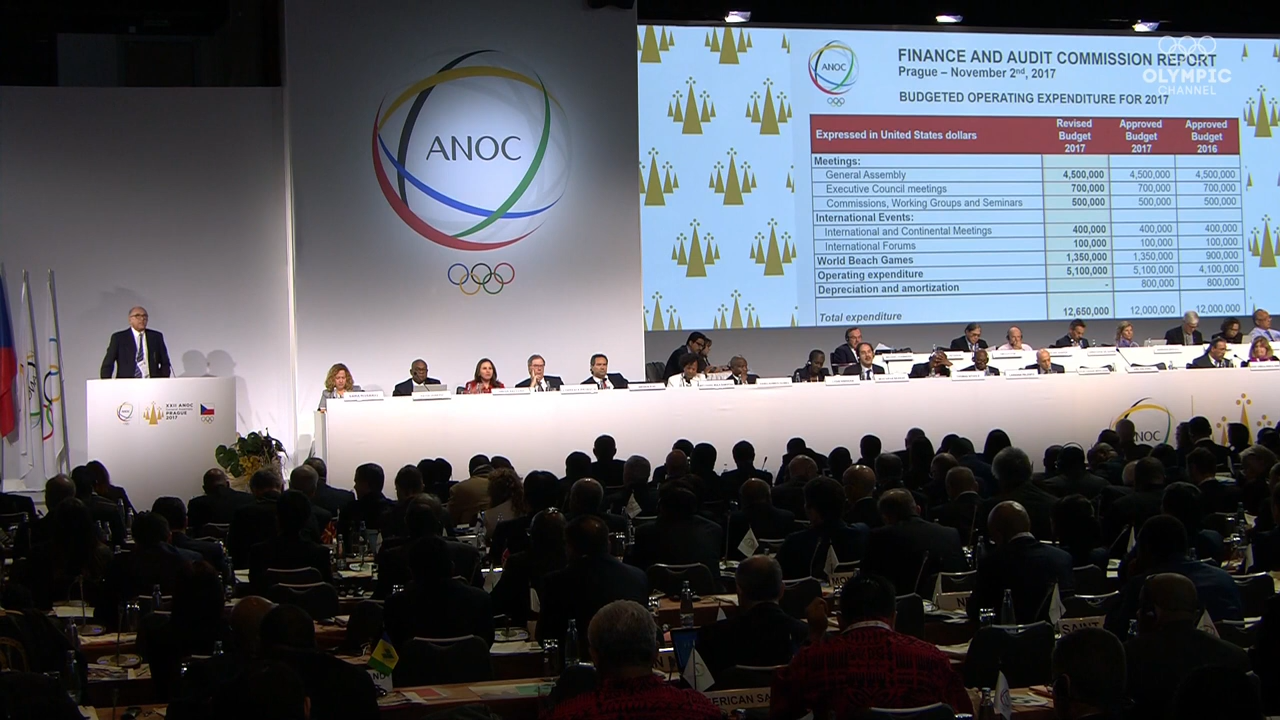 ANOC
ANOC
FINANCE AND AUDIT COMMISSION REPORT
Prague – November 2nd, 2017
OLYMPIC
CHANNEL
BUDGETED OPERATING EXPENDITURE FOR 2017
Expressed in United States dollars
Revised Budget 2017
Approved Budget 2017
Approved Budget 2016
Meetings:
General Assembly 4,500,000 4,500,000 4,500,000
Executive Council meetings 700,000 700,000 700,000
Commissions, Working Groups and Seminars 500,000 500,000 500,000
International Events:
International and Continental Meetings 400,000 400,000 400,000
International Forums 100,000 100,000 100,000
World Beach Games 1,350,000 1,350,000 900,000
Operating expenditure 5,100,000 5,100,000 4,100,000
Depreciation and amortization - 800,000 800,000
Total expenditure 12,650,000 12,000,000 12,000,000
XXII ANOC
PRAGUE
2017
ANOC
SAINT